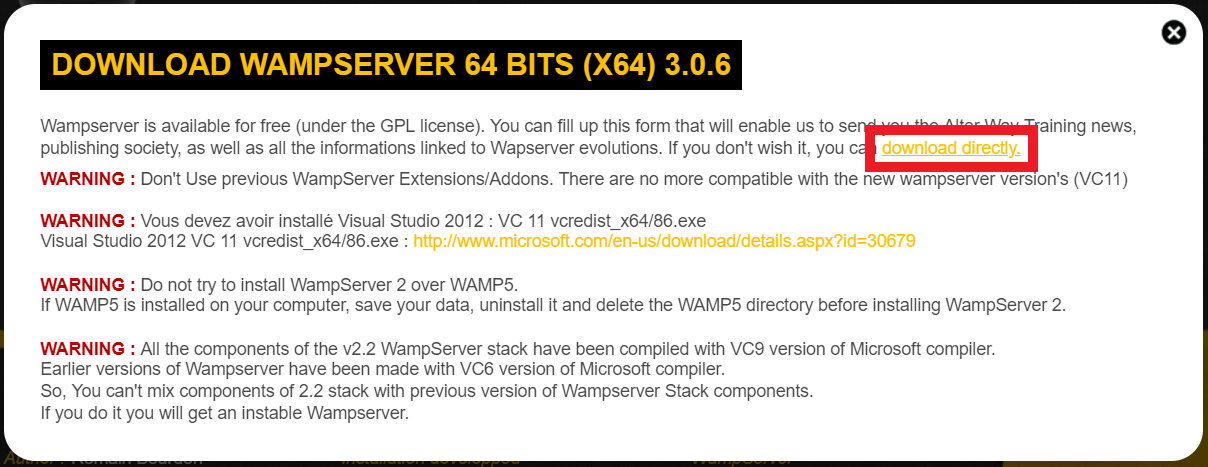 DOWNLOAD WAMPSERVER 64 BITS (X64) 3.0.6
Wampserver is available for free (under the GPL license). You can fill up this form that will enable us to send you the Alter Way Training news,
publishing society, as well as all the informations linked to Wapserver evolutions. If you don't wish it, you can download directly.
WARNING : Don't Use previous WampServer Extensions/Addons. There are no more compatible with the new wampserver version's (VC11)
WARNING : Vous devez avoir installé Visual Studio 2012 : VC 11 vcredist_x64/86.exe
Visual Studio 2012 VC 11 vcredist_x64/86.exe : http://www.microsoft.com/en-us/download/details.aspx?id=30679
WARNING : Do not try to install WampServer 2 over WAMP5.
If WAMP5 is installed on your computer, save your data, uninstall it and delete the WAMP5 directory before installing WampServer 2.
WARNING : All the components of the v2.2 WampServer stack have been compiled with VC9 version of Microsoft compiler.
Earlier versions of Wampserver have been made with VC6 version of Microsoft compiler.
So, You can't mix components of 2.2 stack with previous version of Wampserver Stack components.
If you do it you will get an instable Wampserver.